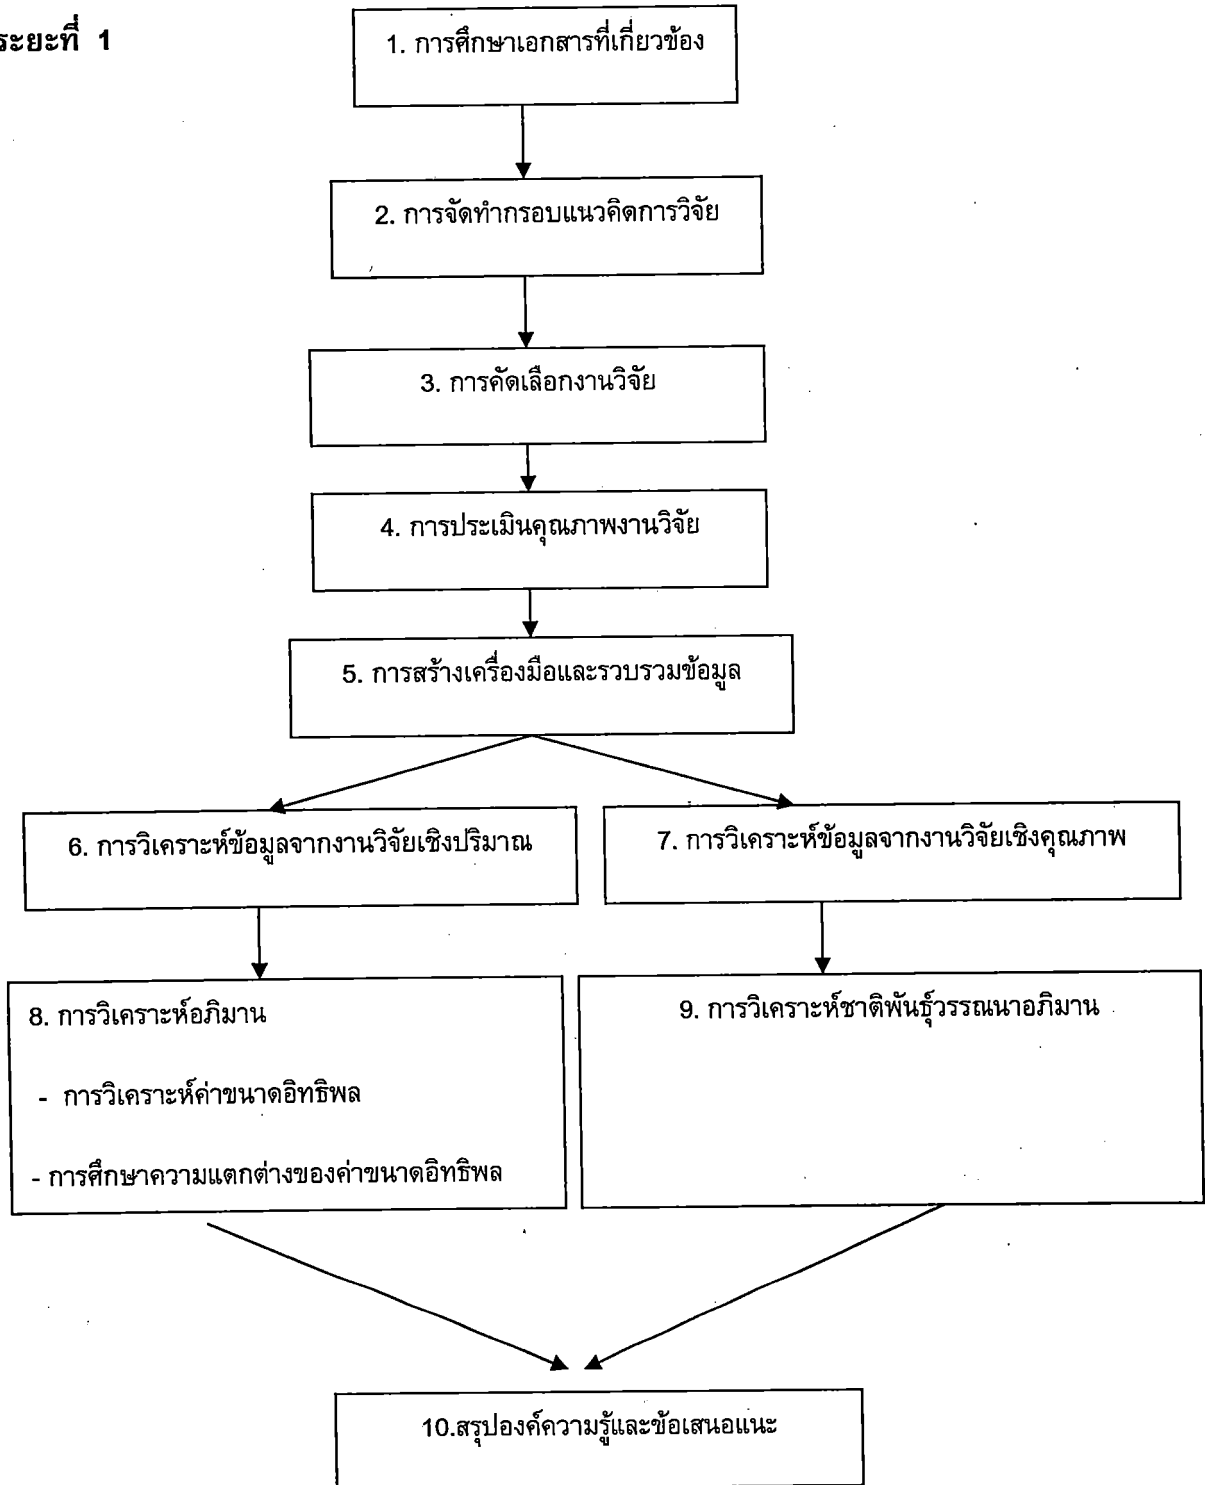 ระยะที่ 1
1. การศึกษาเอกสารที่เกี่ยวข้อง
2. การจัดทำกรอบแนวคิดการวิจัย
3. การคัดเลือกงานวิจัย
4. การประเมินคุณภาพงานวิจัย
5. การสร้างเครื่องมือและรวบรวมข้อมูล
6. การวิเคราะห์ข้อมูลจากงานวิจัยเชิงปริมาณ
7. การวิเคราะห์ข้อมูลจากงานวิจัยเชิงคุณภาพ
8. การวิเคราะห์อภิมาน
- การวิเคราะห์ค่าขนาดอิทธิพล
- การศึกษาความแตกต่างของค่าขนาดอิทธิพล
9. การวิเคราะห์ชาติพันธุ์วรรณนาอภิมาน
10.สรุปองค์ความรู้และข้อเสนอแนะ